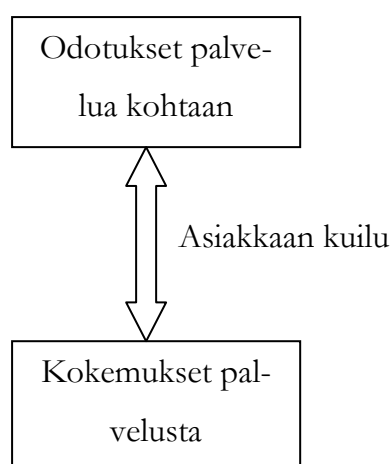 Odotukset palve-
lua kohtaan
Asiakkaan kuilu
Kokemukset pal-
velusta